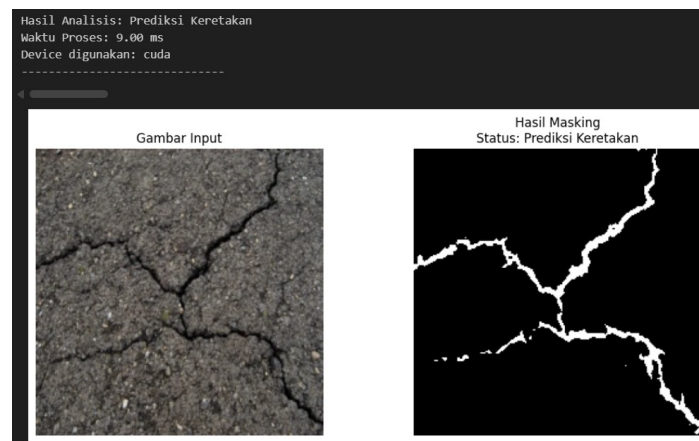 Hasil Analisis: Prediksi Keretakan
Waktu Proses: 9.00 ms
Device digunakan: cuda
------------------------------
Gambar Input
Hasil Masking
Status: Prediksi Keretakan